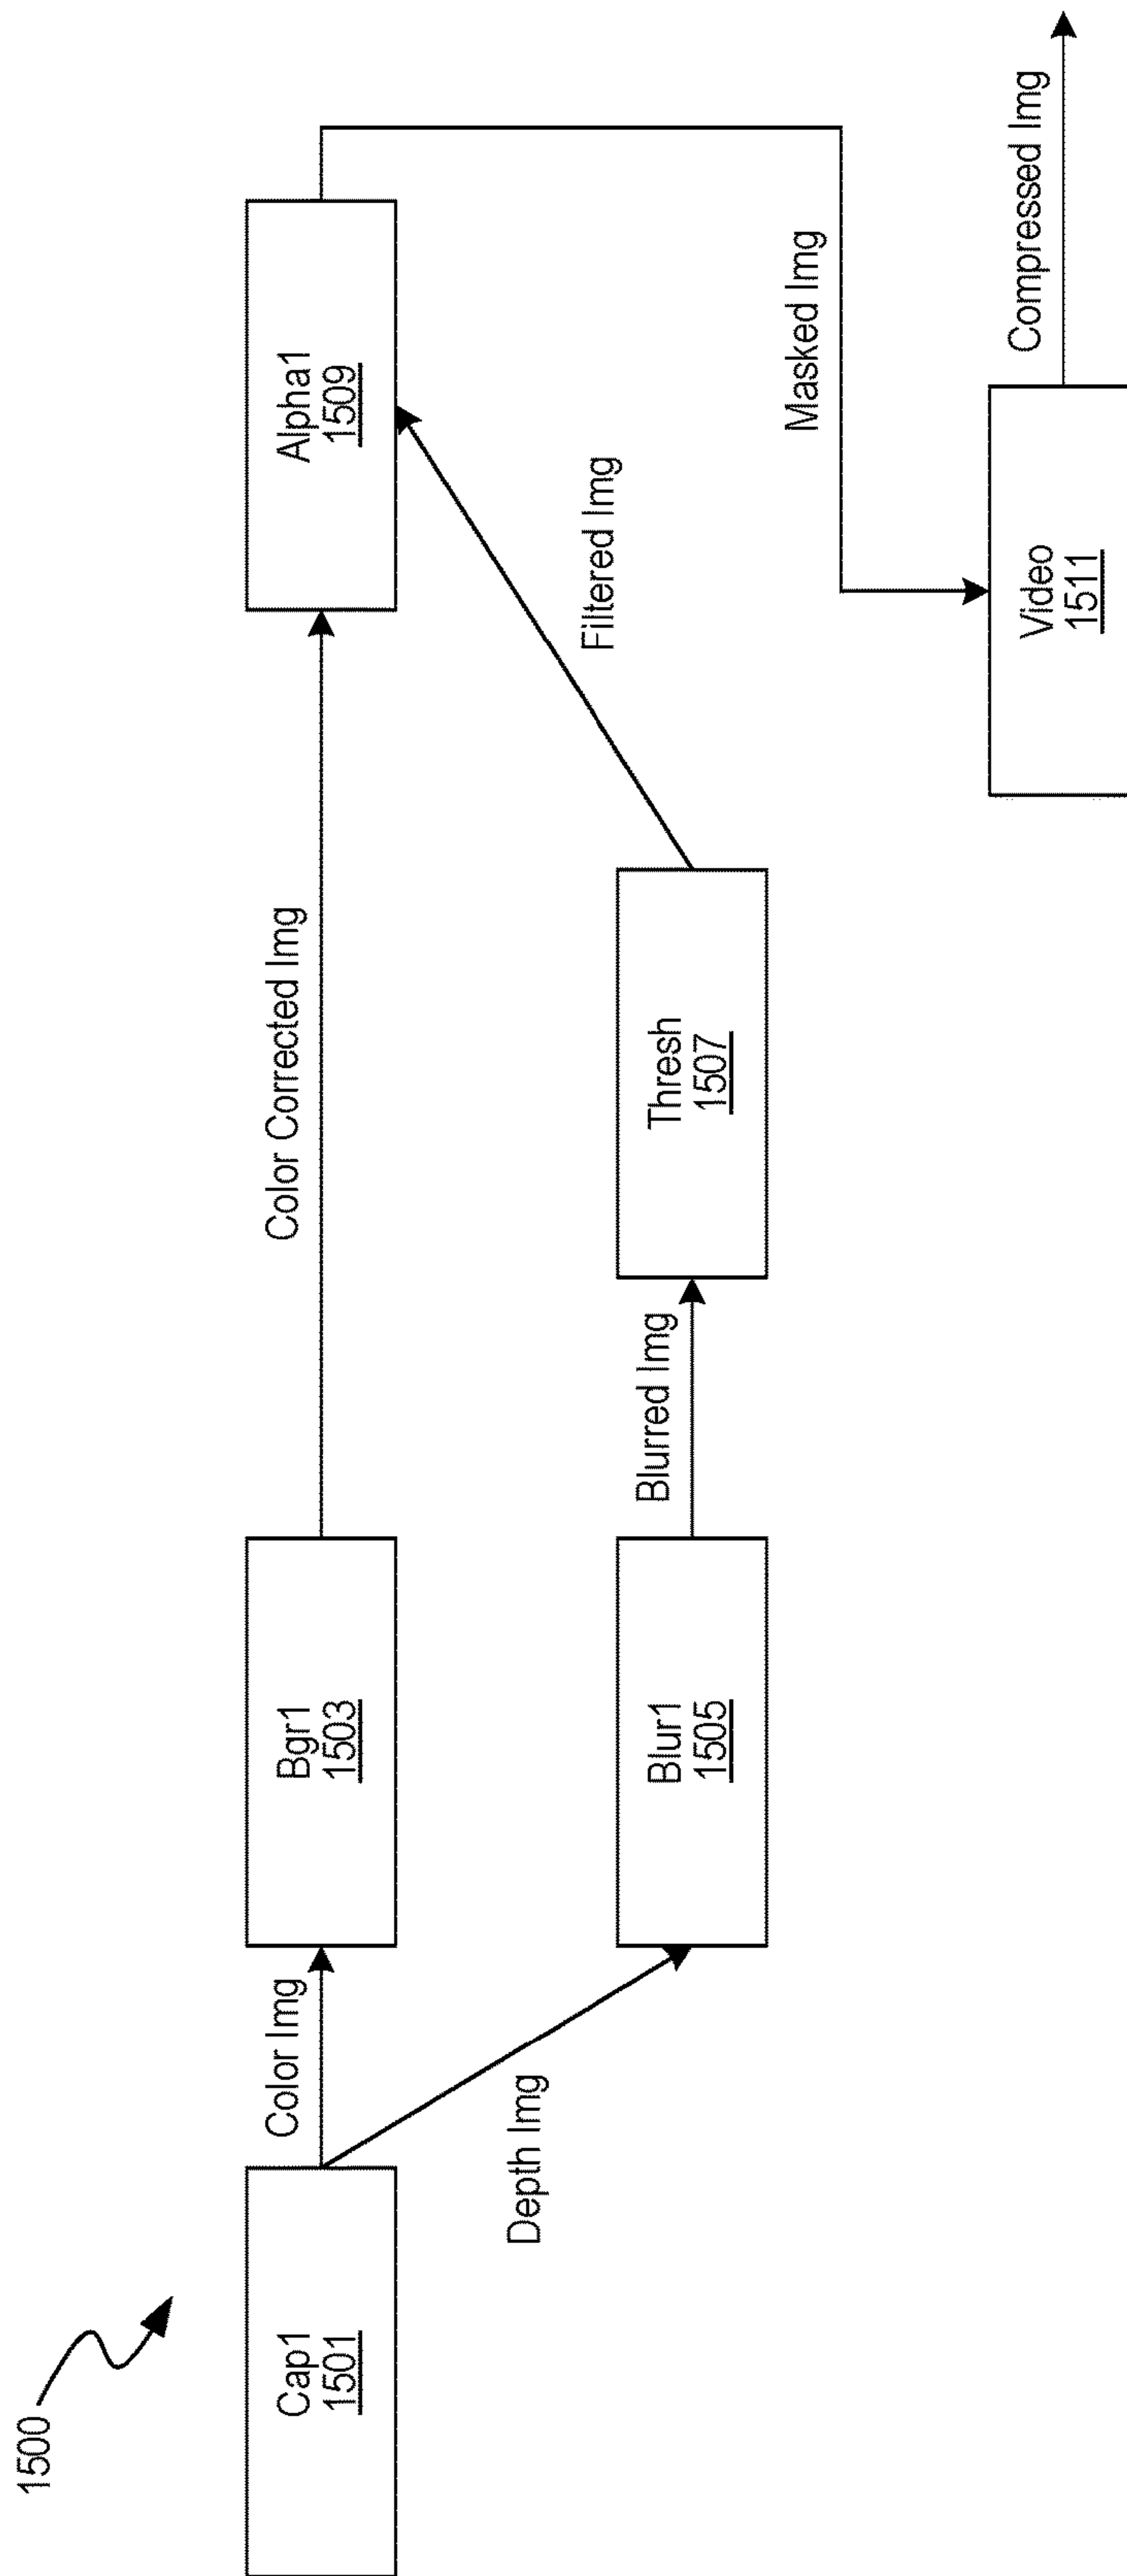 1500
Cap1
1501
Color Img
Depth Img
Bgr1
1503
Blur1
1505
Color Corrected Img
Blurred Img
Thresh
1507
Filtered Img
Alpha1
1509
Masked Img
Video
1511
Compressed Img